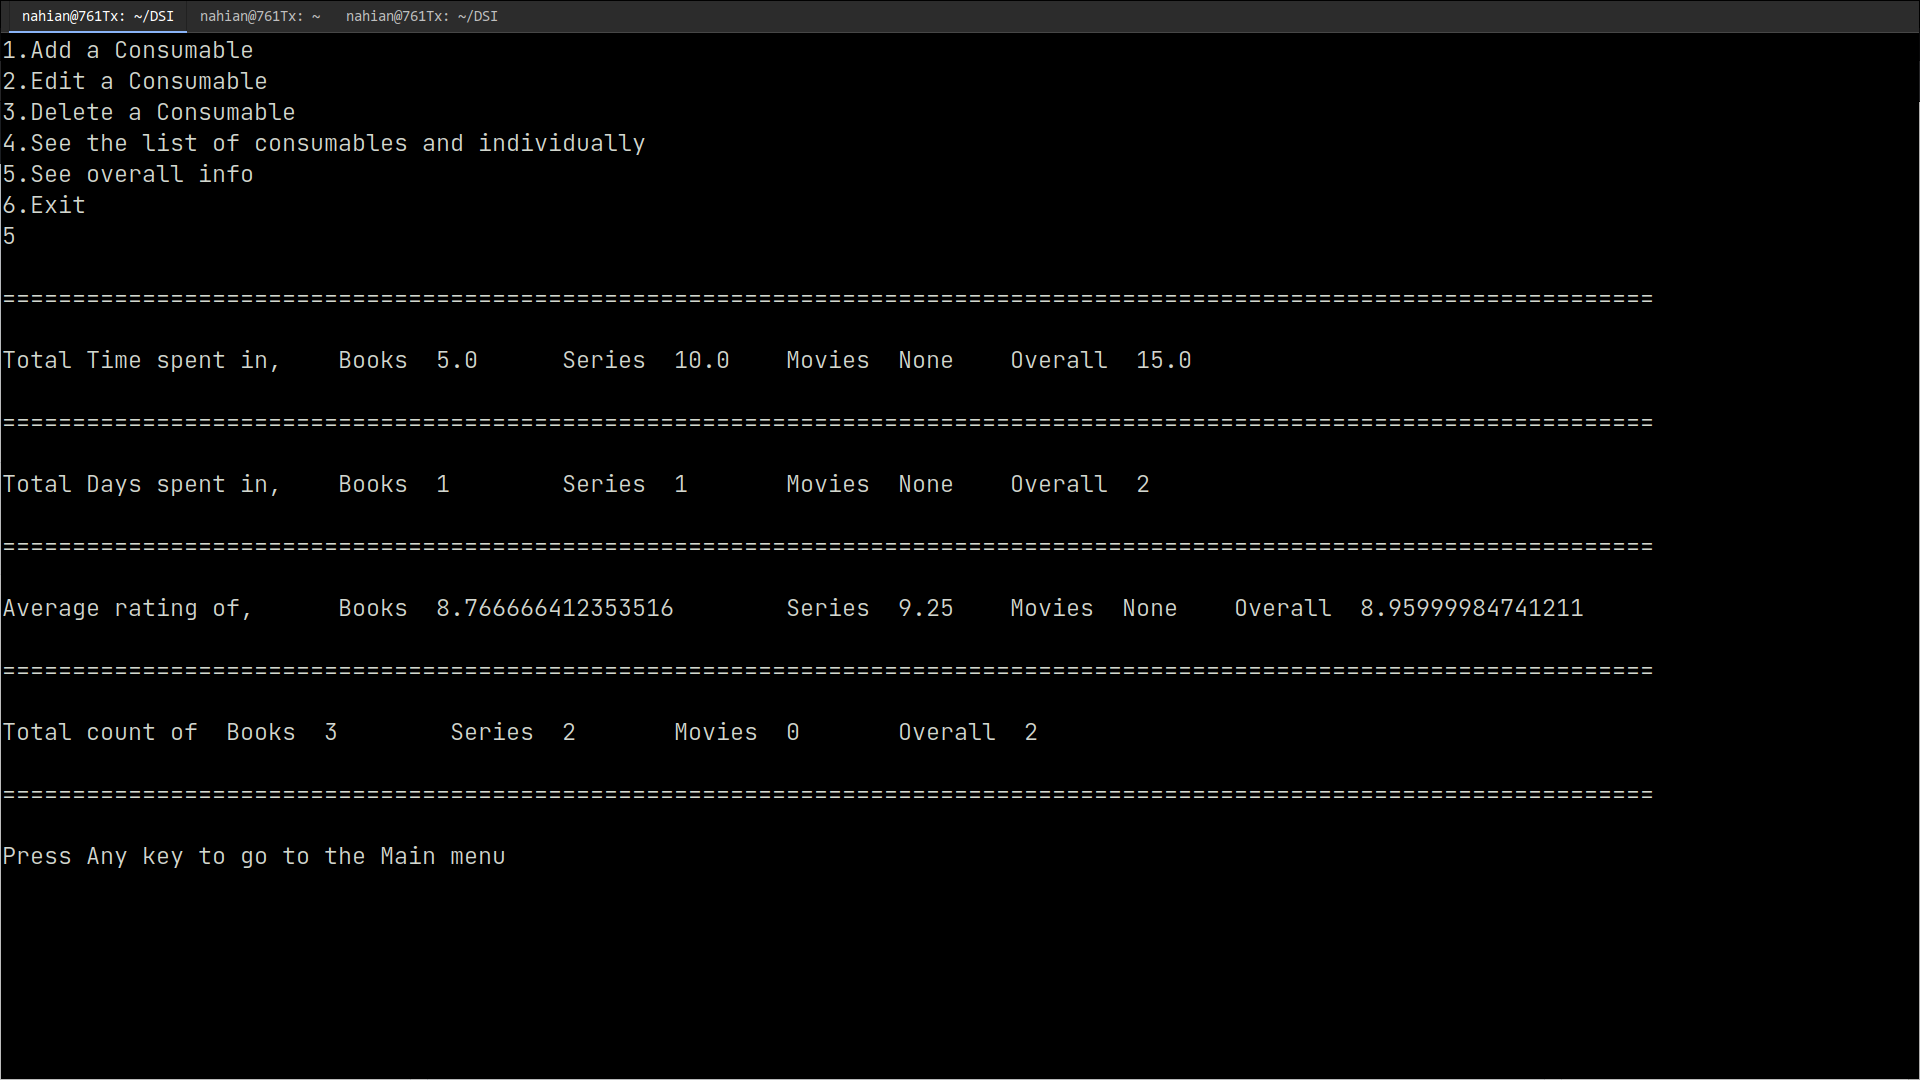 nahian@761Tx: ~/DSI nahian@761Tx: ~ nahian@761Tx: ~/DSI
1.Add a Consumable
2.Edit a Consumable
3.Delete a Consumable
4.See the list of consumables and individually
5.See overall info
6.Exit
5
======================================================================================================================
Total Time spent in,    Books  5.0      Series  10.0    Movies  None    Overall  15.0
======================================================================================================================
Total Days spent in,    Books  1        Series  1       Movies  None    Overall  2
======================================================================================================================
Average rating of,      Books  8.766666412353516        Series  9.25    Movies  None    Overall  8.95999984741211
======================================================================================================================
Total count of  Books  3        Series  2       Movies  0       Overall  2
======================================================================================================================
Press Any key to go to the Main menu